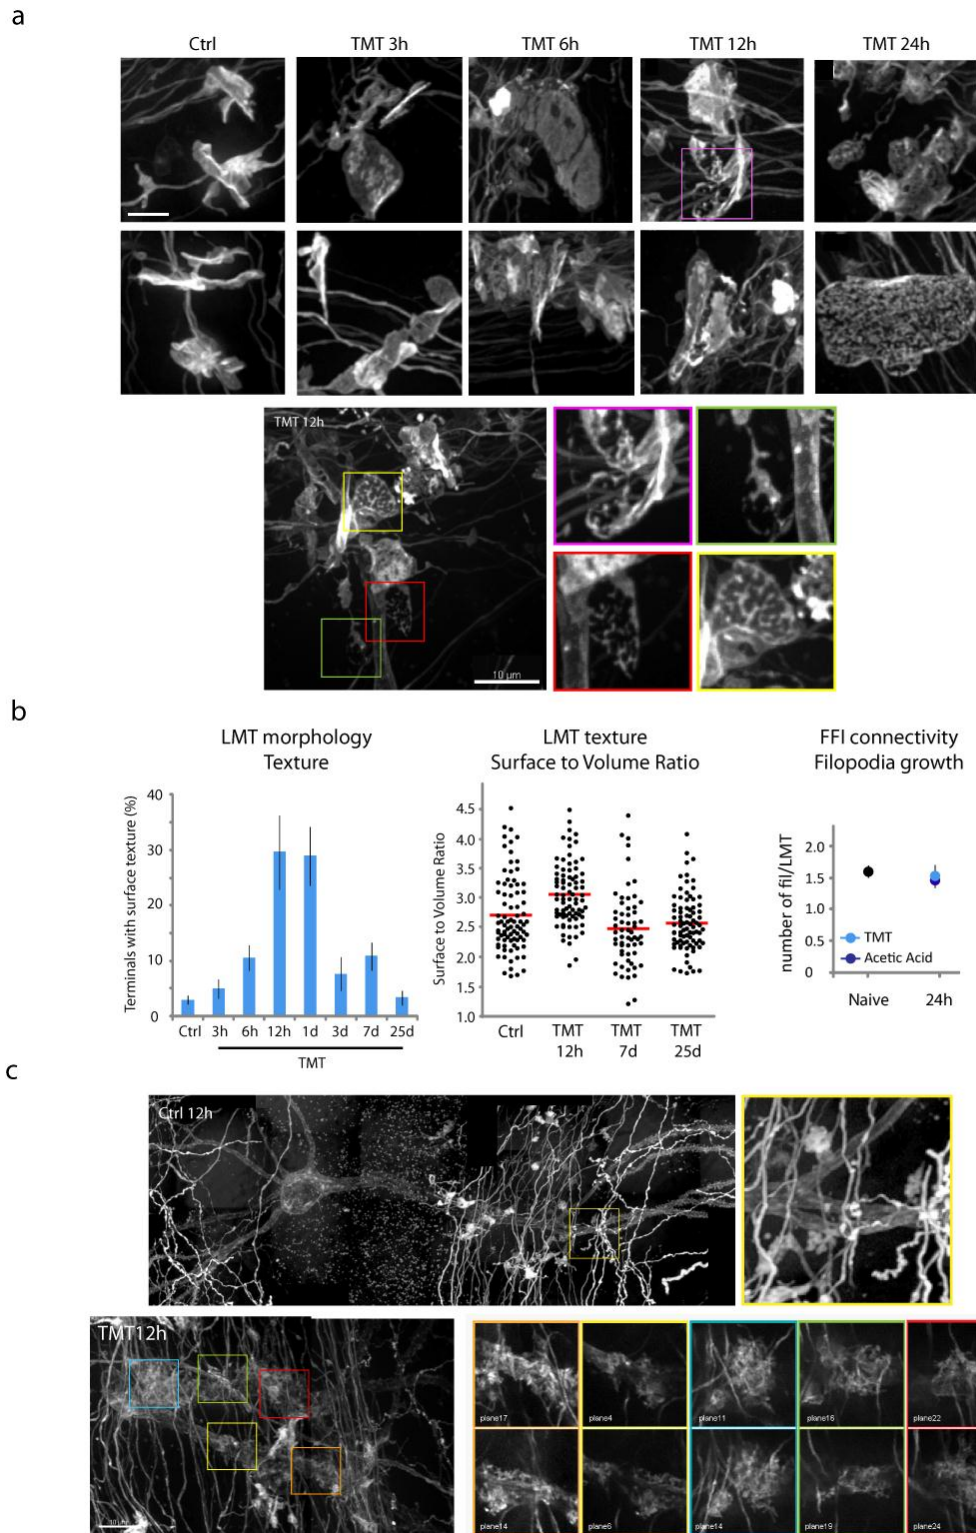 a
Ctrl
TMT 3h
TMT 6h
TMT 12h
TMT 24h
TMT 12h
10 µm
b
LMT morphology
Texture
Terminals with surface texture (%)
40
30
20
10
0
Ctrl
3h
6h
12h
1d
3d
7d
25d
TMT
LMT texture
Surface to Volume Ratio
Surface to Volume Ratio
4.5
4.0
3.5
3.0
2.5
2.0
1.5
1.0
Ctrl
TMT
12h
TMT
7d
TMT
25d
FFI connectivity
Filopodia growth
number of fil/LMT
2.0
1.5
1.0
0.5
0
TMT
Acetic Acid
Naive
24h
c
Ctrl 12h
TMT12h
10 µm
plane17
plane4
plane11
plane16
plane22
plane14
plane6
plane14
plane19
plane24